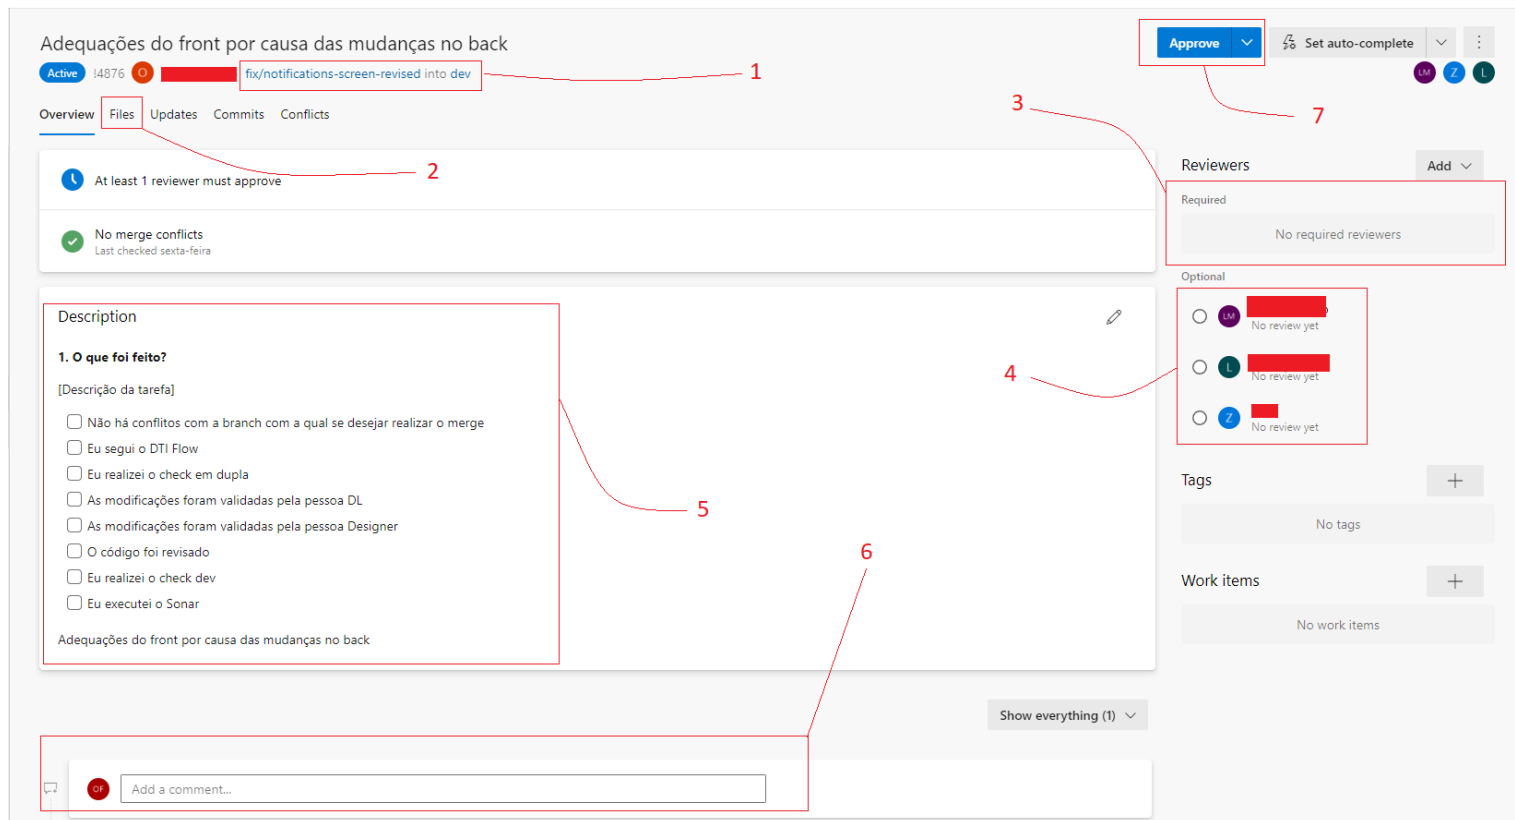 Adequações do front por causa das mudanças no back
Approve
Set auto-complete
Active !4876 O fix/notifications-screen-revised into dev
1
LM Z L
Overview Files Updates Commits Conflicts
3
7
2
At least 1 reviewer must approve
Reviewers
Add
Required
No merge conflicts
Last checked sexta-feira
No required reviewers
Optional
Description
LM
No review yet
1. O que foi feito?
4
L
No review yet
[Descrição da tarefa]
Z
No review yet
Não há conflitos com a branch com a qual se desejar realizar o merge
Eu segui o DTI Flow
Eu realizei o check em dupla
As modificações foram validadas pela pessoa DL
As modificações foram validadas pela pessoa Designer
O código foi revisado
Eu realizei o check dev
Eu executei o Sonar
5
Tags
No tags
6
Work items
No work items
Adequações do front por causa das mudanças no back
Show everything (1)
OF Add a comment...